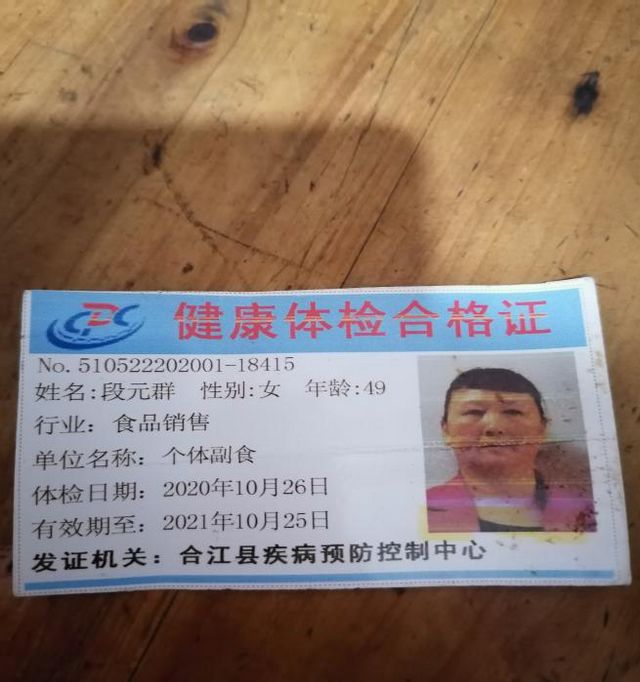 CDC
健康体检合格证
No. 510522202001-18415
姓名:段元群 性别:女 年龄:49
行业：食品销售
单位名称：个体副食
体检日期：2020年10月26日
有效期至：2021年10月25日
发证机关：合江县疾病预防控制中心